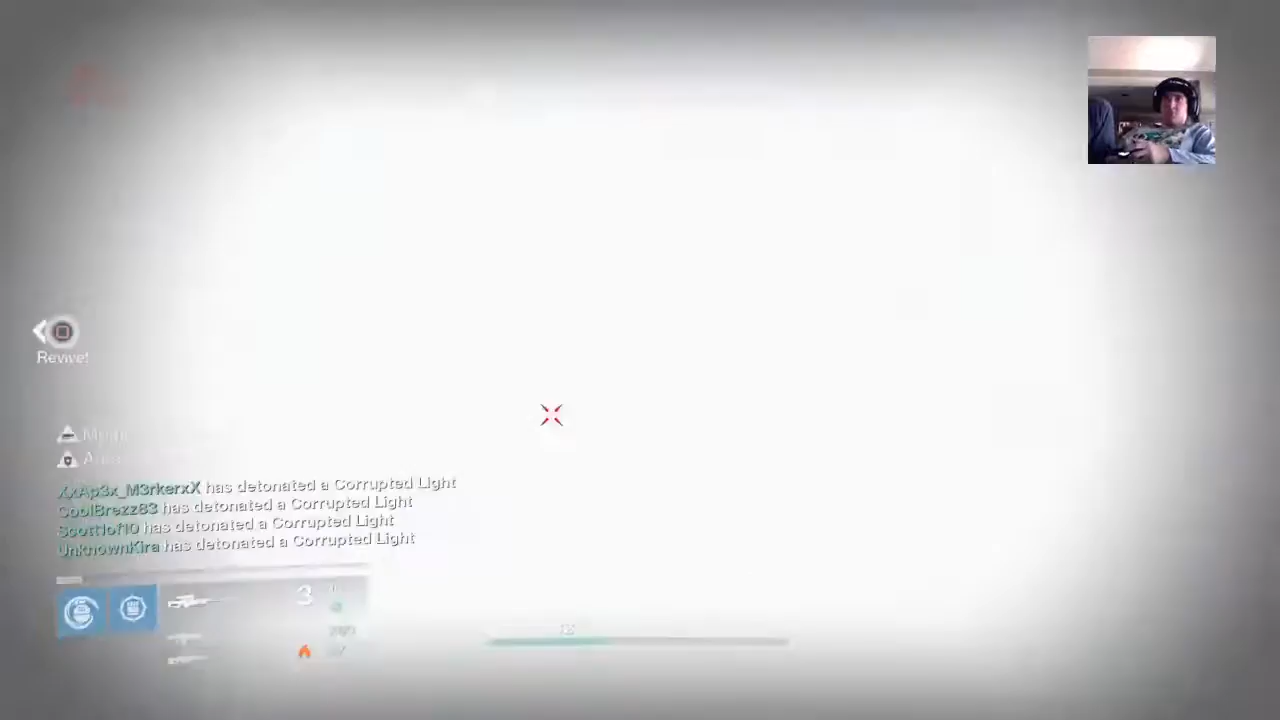 Revive!
XxAp3x_M3rkerxX has detonated a Corrupted Light
CoolBrezz83 has detonated a Corrupted Light
Scott1of10 has detonated a Corrupted Light
UnknownKira has detonated a Corrupted Light
3